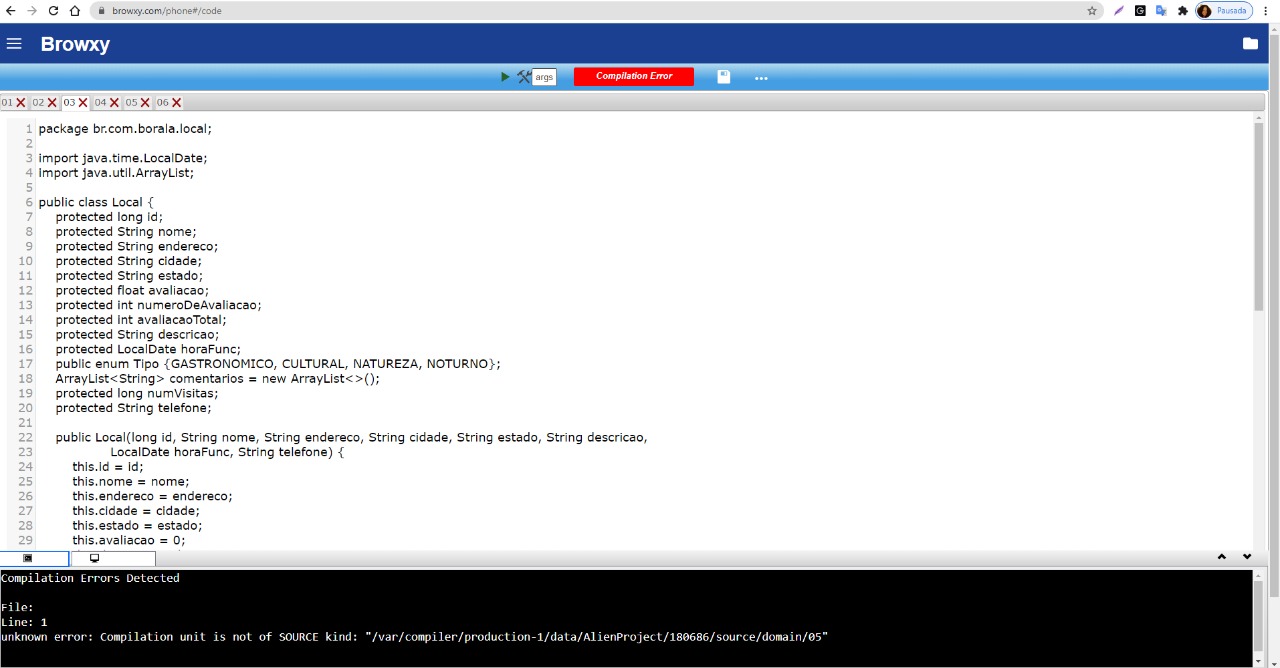 browxy.com/phone#/code
Pausada
Browxy
args
Compilation Error
...
01 02 03 04 05 06
1 package br.com.borala.local;
2
3 import java.time.LocalDate;
4 import java.util.ArrayList;
5
6 public class Local {
7 protected long id;
8 protected String nome;
9 protected String endereco;
10 protected String cidade;
11 protected String estado;
12 protected float avaliacao;
13 protected int numeroDeAvaliacao;
14 protected int avaliacaoTotal;
15 protected String descricao;
16 protected LocalDate horaFunc;
17 public enum Tipo {GASTRONOMICO, CULTURAL, NATUREZA, NOTURNO};
18 ArrayList<String> comentarios = new ArrayList<>();
19 protected long numVisitas;
20 protected String telefone;
21
22 public Local(long id, String nome, String endereco, String cidade, String estado, String descricao,
23 LocalDate horaFunc, String telefone) {
24 this.id = id;
25 this.nome = nome;
26 this.endereco = endereco;
27 this.cidade = cidade;
28 this.estado = estado;
29 this.avaliacao = 0;
Compilation Errors Detected
File:
Line: 1
unknown error: Compilation unit is not of SOURCE kind: "/var/compiler/production-1/data/AlienProject/180686/source/domain/05"